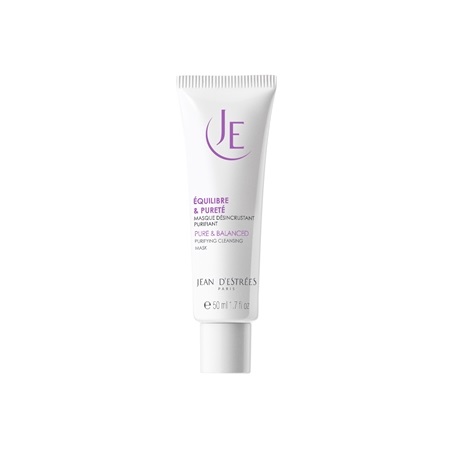 JE
ÉQUILIBRE
& PURETÉ
MASQUE DÉSINCRUSTANT
PURIFIANT
PURE & BALANCED
PURIFYING CLEANSING
MASK
JEAN D'ESTRÉES
PARIS
e 50 ml 1.7 fl oz